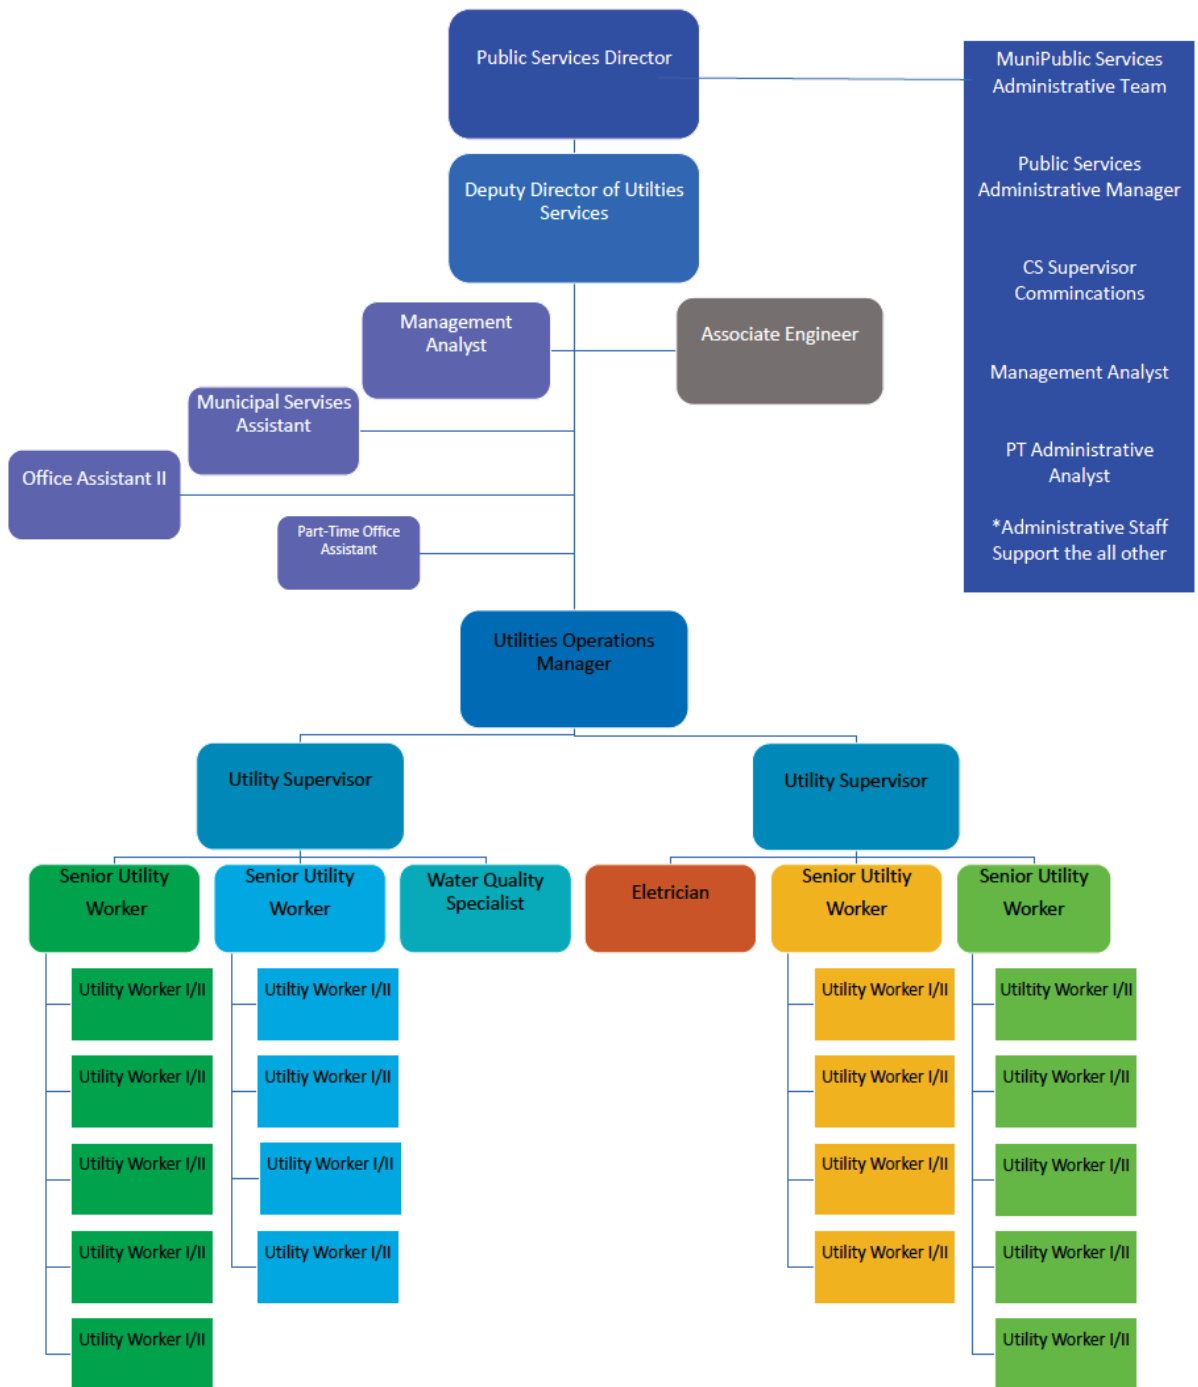 Public Services Director
MuniPublic Services
Administrative Team
Public Services
Administrative Manager
CS Supervisor
Commincations
Management Analyst
PT Administrative
Analyst
*Administrative Staff
Support the all other
Deputy Director of Utilties
Services
Management
Analyst
Associate Engineer
Municipal Servises
Assistant
Office Assistant II
Part-Time Office
Assistant
Utilities Operations
Manager
Utility Supervisor
Utility Supervisor
Senior Utility
Worker
Senior Utility
Worker
Water Quality
Specialist
Eletrician
Senior Utiltiy
Worker
Senior Utility
Worker
Utility Worker I/II
Utility Worker I/II
Utiltiy Worker I/II
Utility Worker I/II
Utility Worker I/II
Utiltiy Worker I/II
Utiltiy Worker I/II
Utility Worker I/II
Utility Worker I/II
Utility Worker I/II
Utility Worker I/II
Utility Worker I/II
Utility Worker I/II
Utiltity Worker I/II
Utility Worker I/II
Utility Worker I/II
Utility Worker I/II
Utility Worker I/II